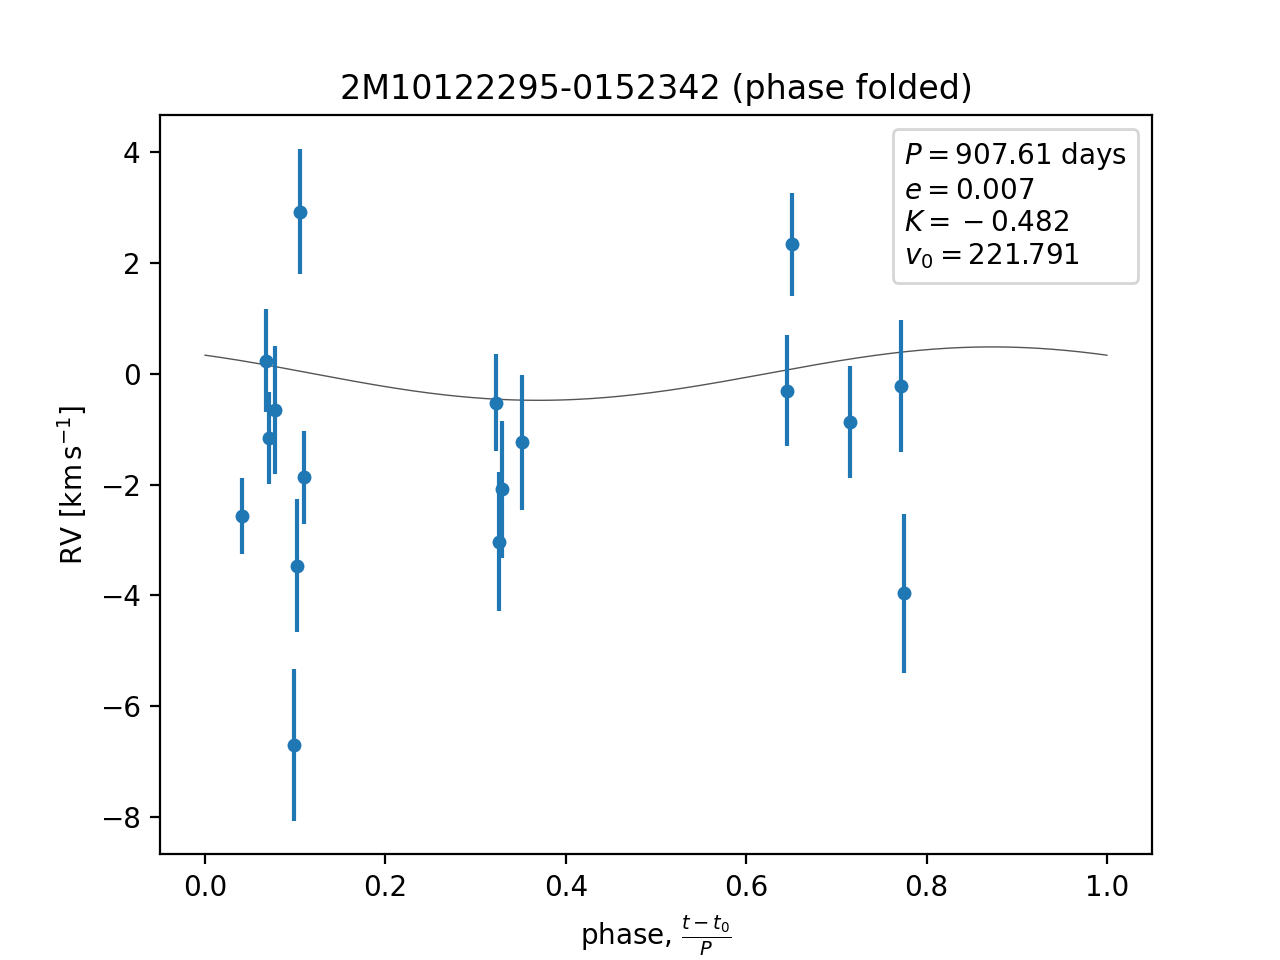 2M10122295-0152342 (phase folded)
P = 907.61 days
e = 0.007
K = −0.482
v₀ = 221.791
4
2
0
−2
−4
−6
−8
RV [km s⁻¹]
0.0 0.2 0.4 0.6 0.8 1.0
phase, (t − t₀)/P